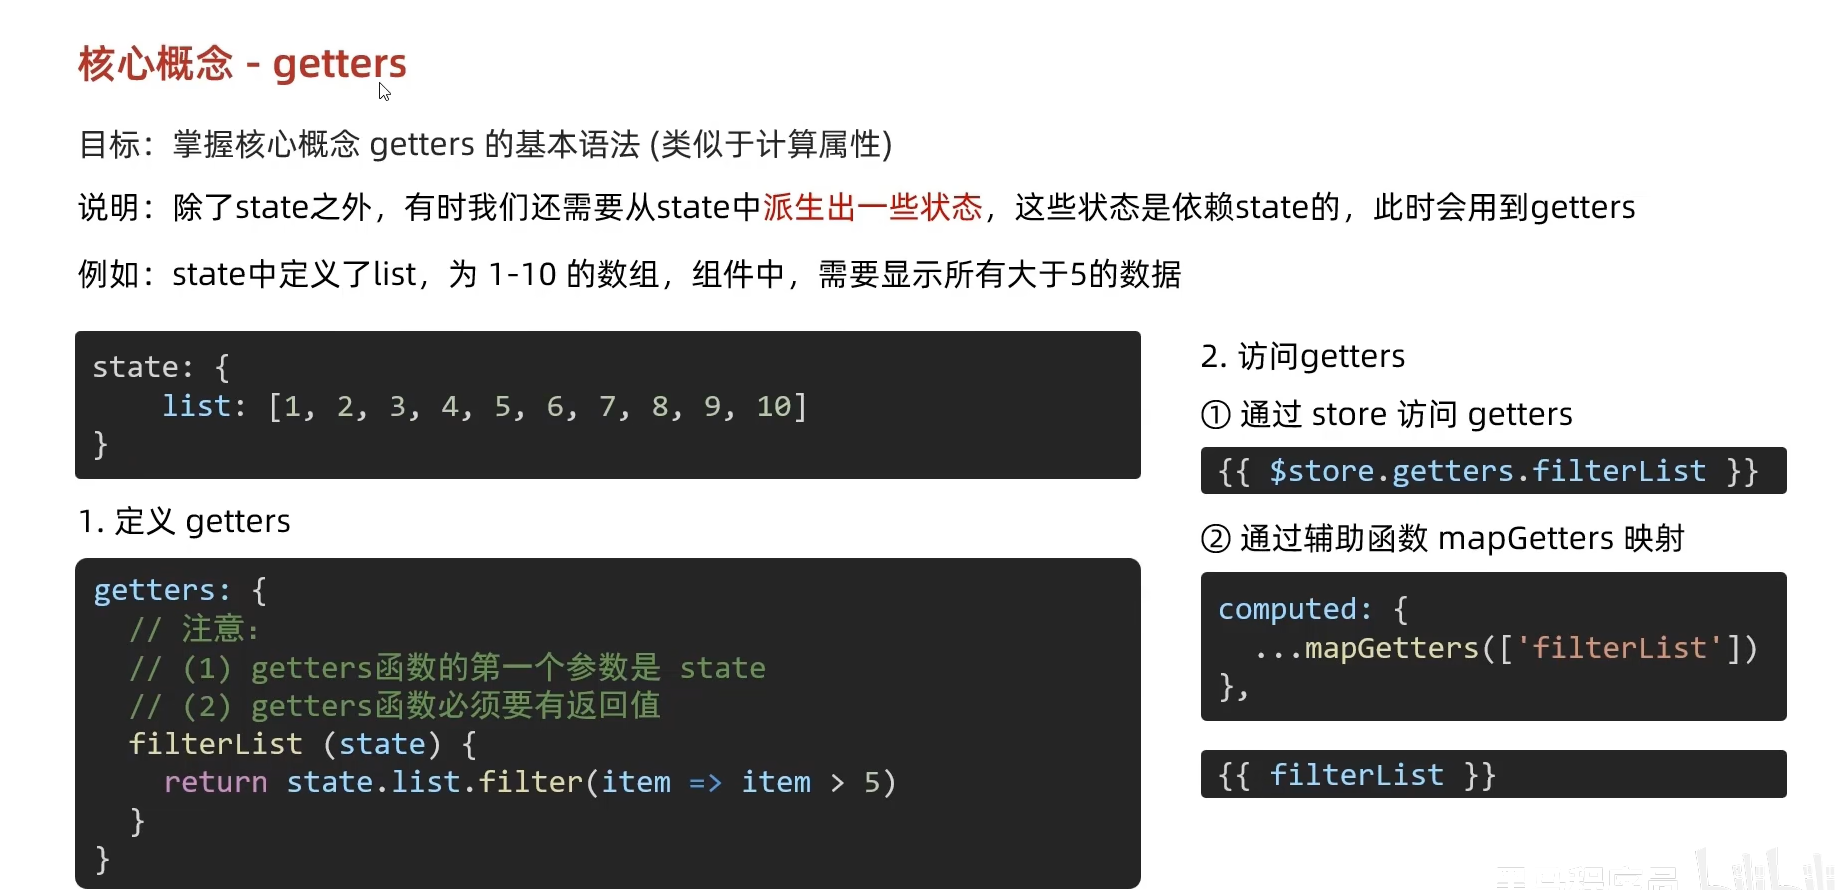 核心概念 - getters
目标：掌握核心概念 getters 的基本语法 (类似于计算属性)
说明：除了state之外，有时我们还需要从state中派生出一些状态，这些状态是依赖state的，此时会用到getters
例如：state中定义了list，为 1-10 的数组，组件中，需要显示所有大于5的数据
state: {
    list: [1, 2, 3, 4, 5, 6, 7, 8, 9, 10]
}
1. 定义 getters
getters: {
  // 注意：
  // (1) getters函数的第一个参数是 state
  // (2) getters函数必须要有返回值
  filterList (state) {
    return state.list.filter(item => item > 5)
  }
}
2. 访问getters
① 通过 store 访问 getters
{{ $store.getters.filterList }}
② 通过辅助函数 mapGetters 映射
computed: {
  ...mapGetters(['filterList'])
},
{{ filterList }}